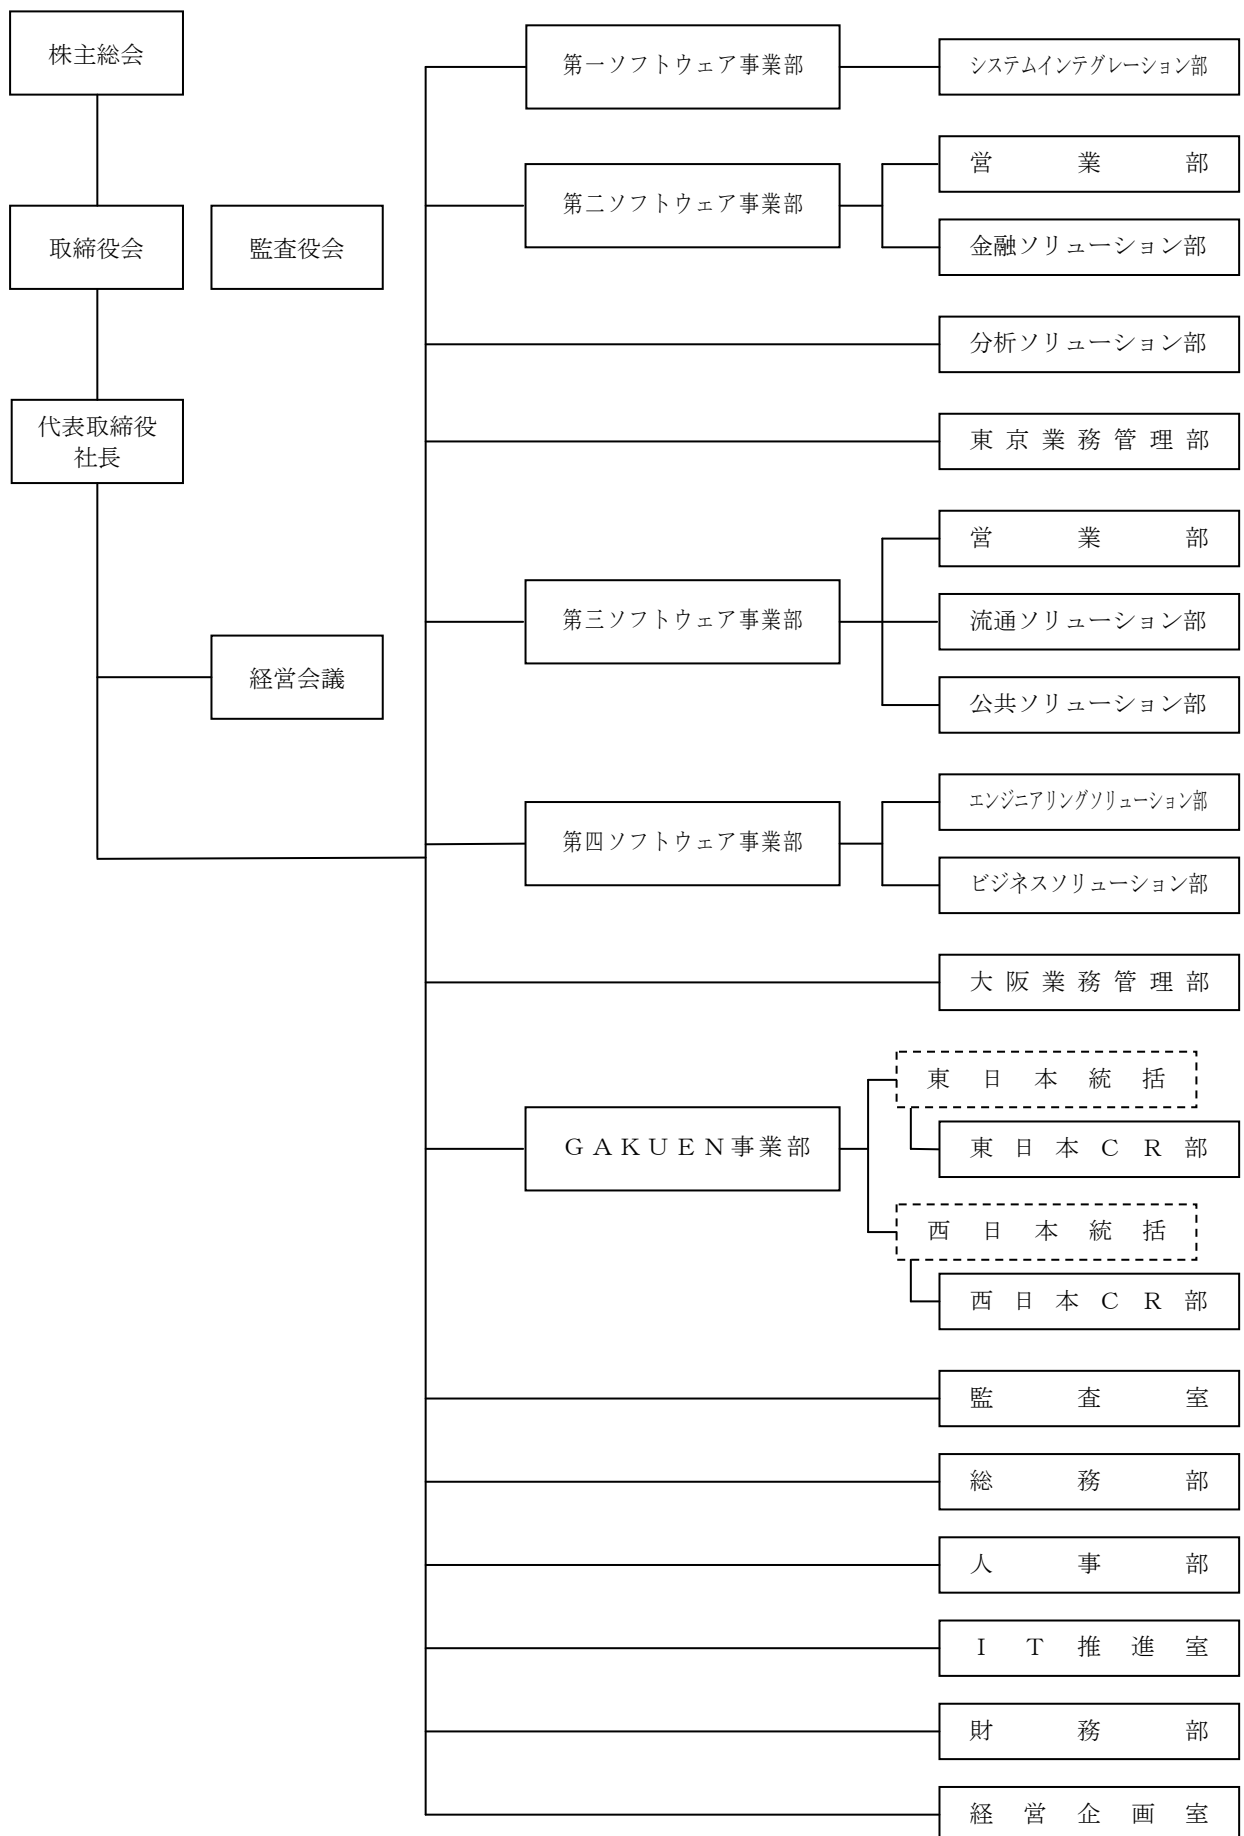 株主総会
取締役会
監査役会
代表取締役
社長
経営会議
第一ソフトウェア事業部
システムインテグレーション部
第二ソフトウェア事業部
営業部
金融ソリューション部
分析ソリューション部
東京業務管理部
第三ソフトウェア事業部
営業部
流通ソリューション部
公共ソリューション部
第四ソフトウェア事業部
エンジニアリングソリューション部
ビジネスソリューション部
大阪業務管理部
GAKUEN事業部
東日本統括
東日本CR部
西日本統括
西日本CR部
監査室
総務部
人事部
IT推進室
財務部
経営企画室